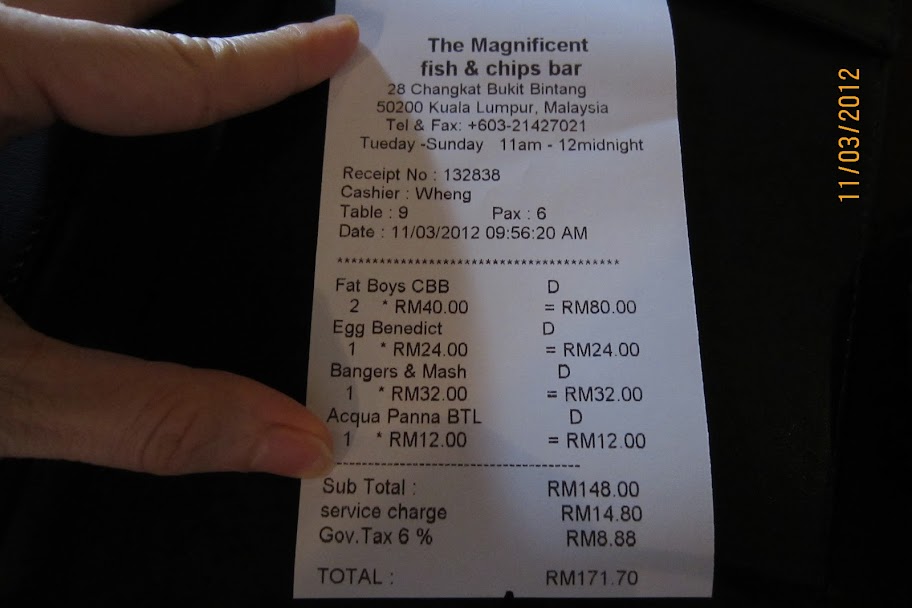 The Magnificent
fish & chips bar
28 Changkat Bukit Bintang
50200 Kuala Lumpur, Malaysia
Tel & Fax: +603-21427021
Tueday -Sunday 11am - 12midnight
Receipt No : 132838
Cashier : Wheng
Table : 9 Pax : 6
Date : 11/03/2012 09:56:20 AM
****************************************
Fat Boys CBB D
2 * RM40.00 = RM80.00
Egg Benedict D
1 * RM24.00 = RM24.00
Bangers & Mash D
1 * RM32.00 = RM32.00
Acqua Panna BTL D
1 * RM12.00 = RM12.00
----------------------------------------
Sub Total : RM148.00
service charge RM14.80
Gov.Tax 6 % RM8.88
TOTAL : RM171.70
11/03/2012